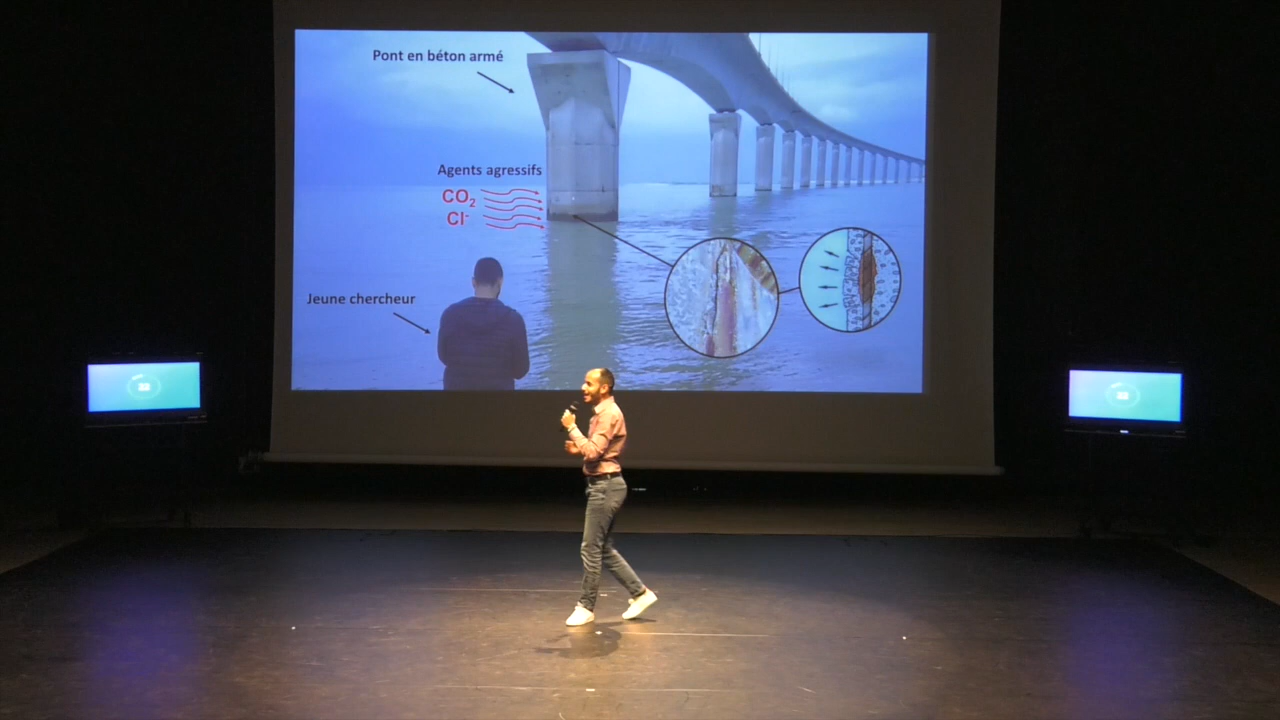 Pont en béton armé
Agents agressifs
CO₂
Cl⁻
Jeune chercheur